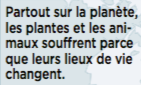 Partout sur la planète,
les plantes et les ani-
maux souffrent parce
que leurs lieux de vie
changent.